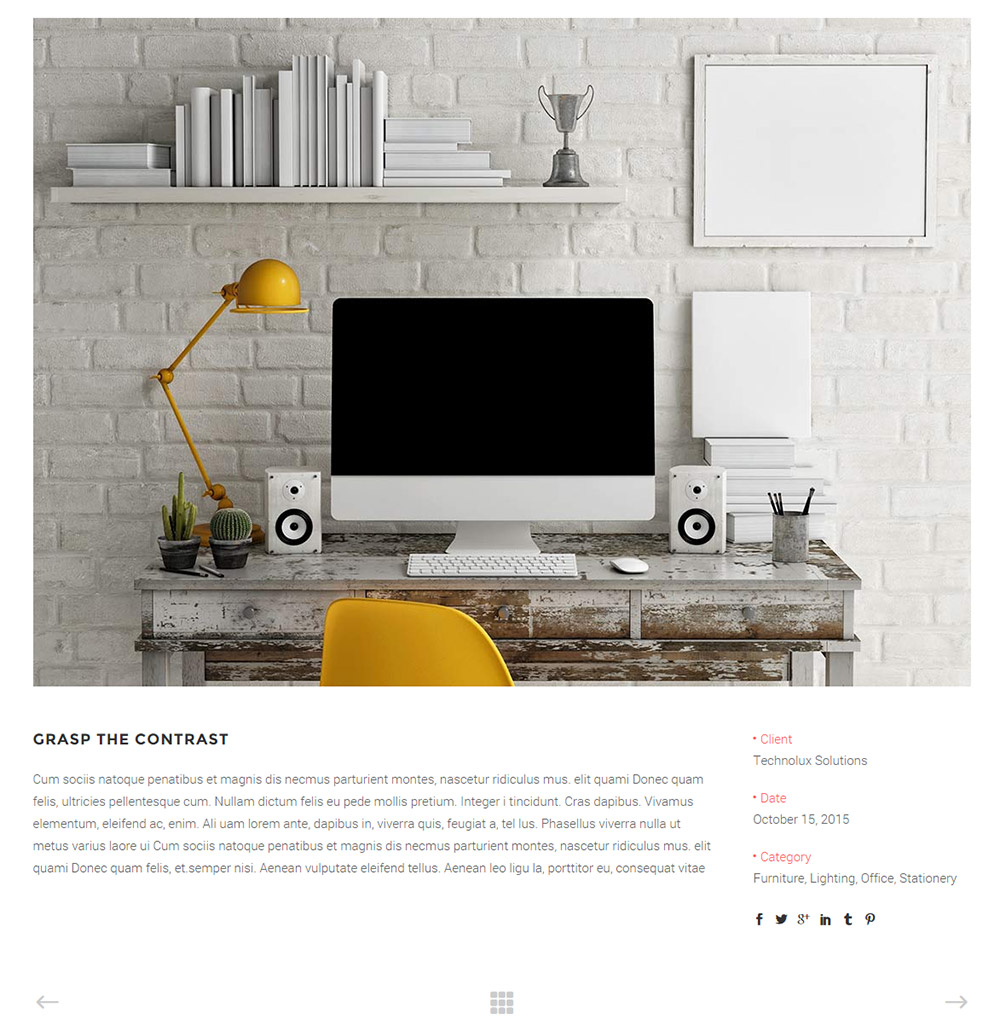 GRASP THE CONTRAST
Cum sociis natoque penatibus et magnis dis necmus parturient montes, nascetur ridiculus mus. elit quami Donec quam
felis, ultricies pellentesque cum. Nullam dictum felis eu pede mollis pretium. Integer i tincidunt. Cras dapibus. Vivamus
elementum, eleifend ac, enim. Ali uam lorem ante, dapibus in, viverra quis, feugiat a, tel lus. Phasellus viverra nulla ut
metus varius laore ui Cum sociis natoque penatibus et magnis dis necmus parturient montes, nascetur ridiculus mus. elit
quami Donec quam felis, et.semper nisi. Aenean vulputate eleifend tellus. Aenean leo ligu la, porttitor eu, consequat vitae
• Client
Technolux Solutions
• Date
October 15, 2015
• Category
Furniture, Lighting, Office, Stationery